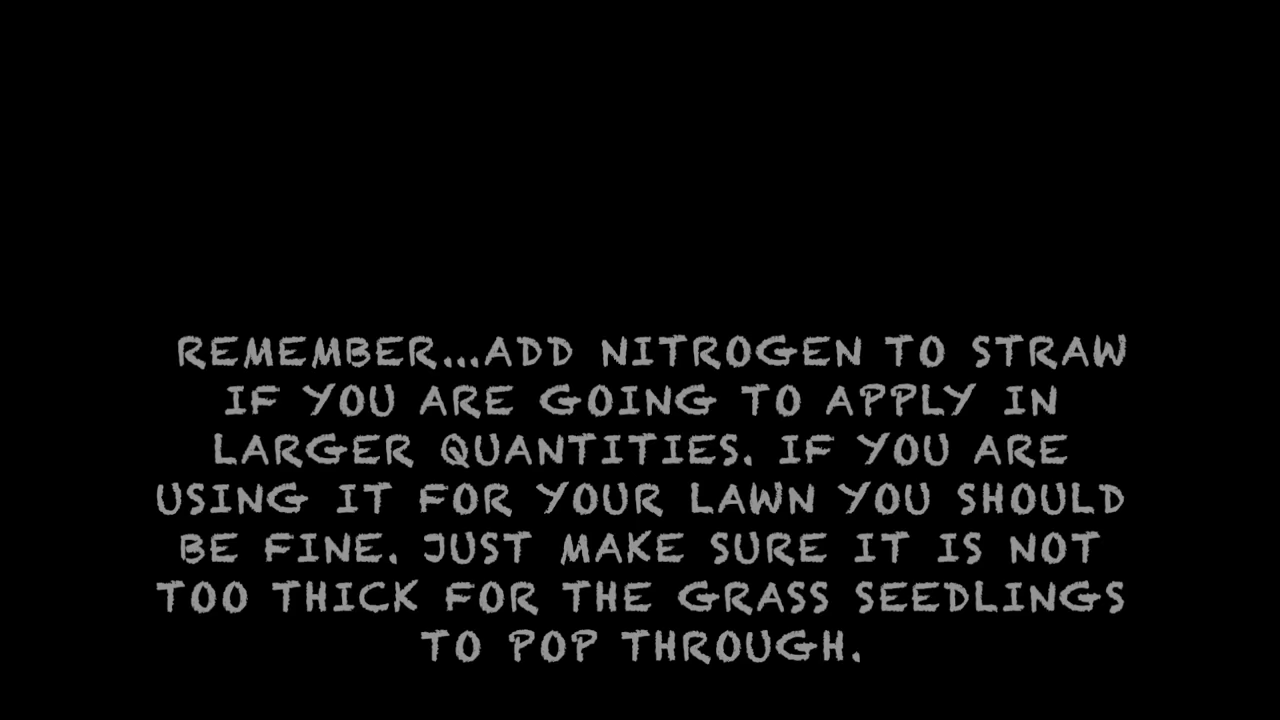 REMEMBER...ADD NITROGEN TO STRAW
IF YOU ARE GOING TO APPLY IN
LARGER QUANTITIES. IF YOU ARE
USING IT FOR YOUR LAWN YOU SHOULD
BE FINE. JUST MAKE SURE IT IS NOT
TOO THICK FOR THE GRASS SEEDLINGS
TO POP THROUGH.